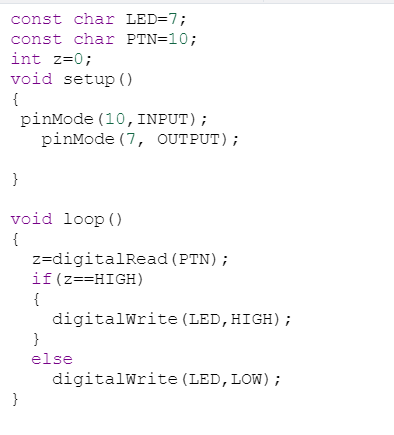 const char LED=7;
const char PTN=10;
int z=0;
void setup()
{
pinMode(10,INPUT);
pinMode(7, OUTPUT);
}
void loop()
{
z=digitalRead(PTN);
if(z==HIGH)
{
digitalWrite(LED,HIGH);
}
else
digitalWrite(LED,LOW);
}